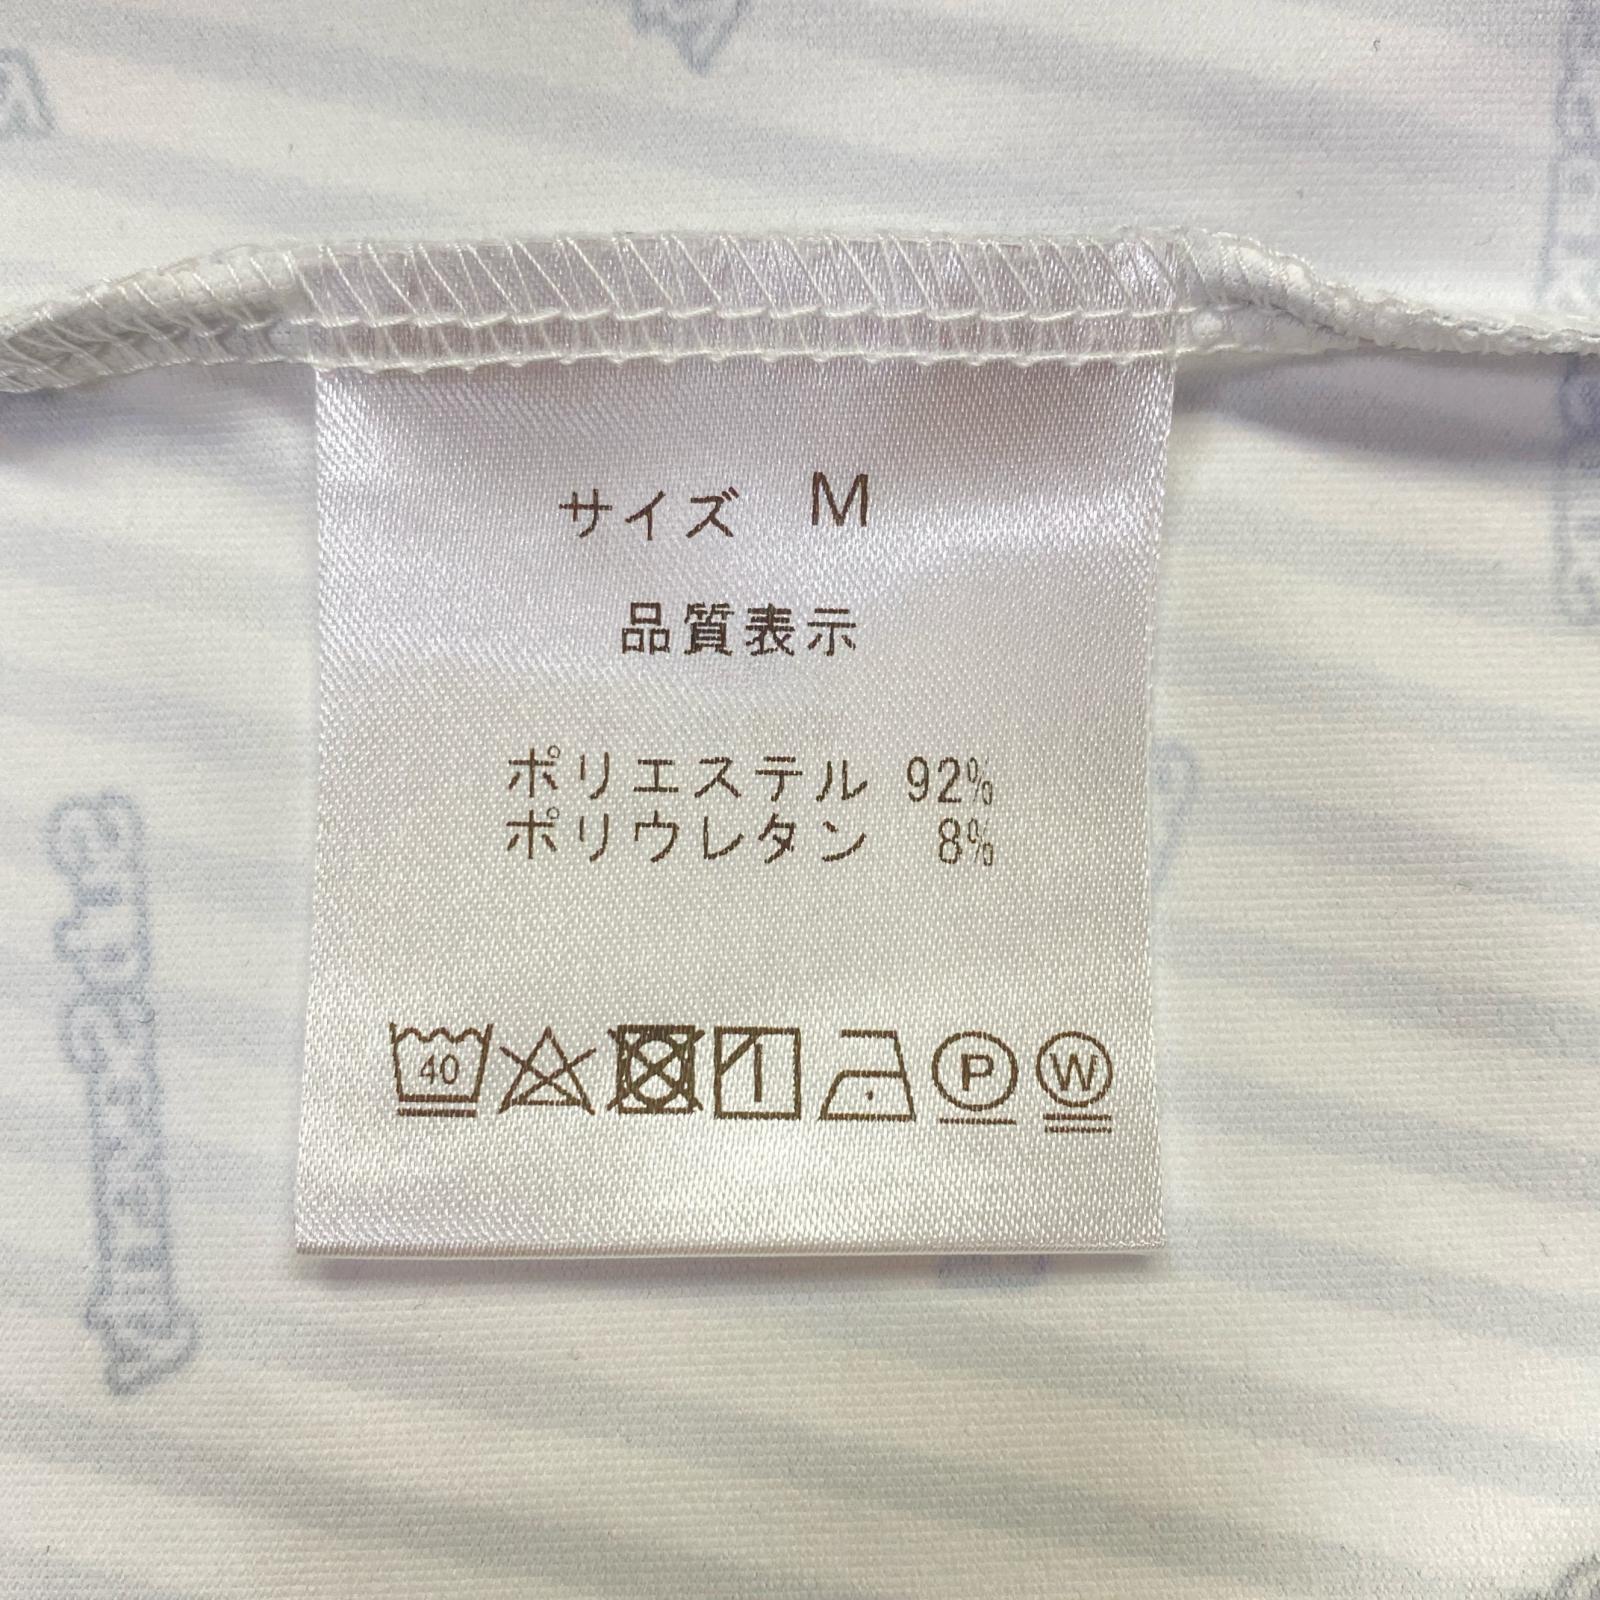 サイズ M
品質表示
ポリエステル 92%
ポリウレタン 8%
40 P W